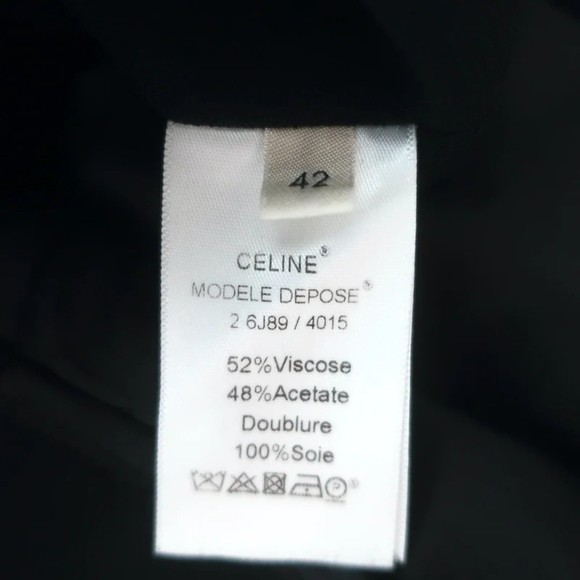 42
CELINE®
MODELE DEPOSE®
2 6J89 / 4015
52%Viscose
48%Acetate
Doublure
100%Soie